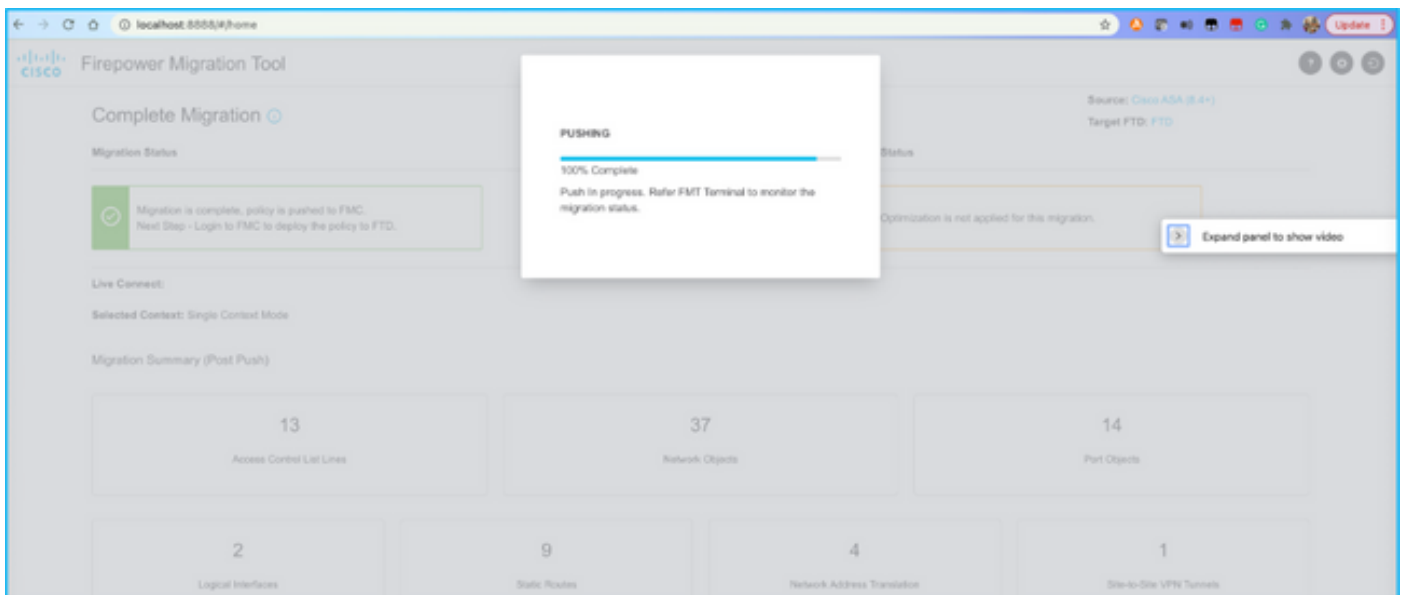 localhost:8888/#/home
Update
CISCO
Firepower Migration Tool
Complete Migration
Source: Cisco ASA (8.4+)
Target FTD: FTD
PUSHING
100% Complete
Push In progress. Refer FMT Terminal to monitor the
migration status.
Migration Status
Status
Migration is complete, policy is pushed to FMC.
Next Step - Login to FMC to deploy the policy to FTD.
Optimization is not applied for this migration.
Expand panel to show video
Live Connect:
Selected Context: Single Context Mode
Migration Summary (Post Push)
13
Access Control List Lines
37
Network Objects
14
Port Objects
2
Logical Interfaces
9
Static Routes
4
Network Address Translation
1
Site-to-Site VPN Tunnels